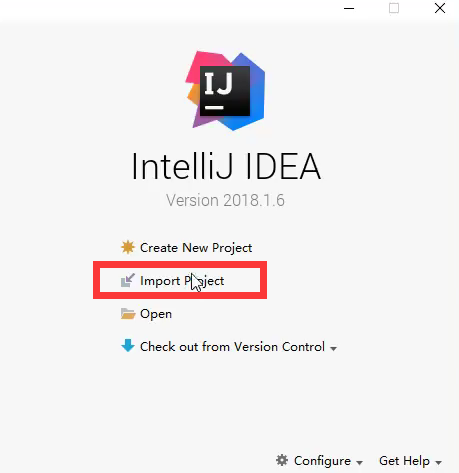 IJ
IntelliJ IDEA
Version 2018.1.6
Create New Project
Import Project
Open
Check out from Version Control
Configure Get Help